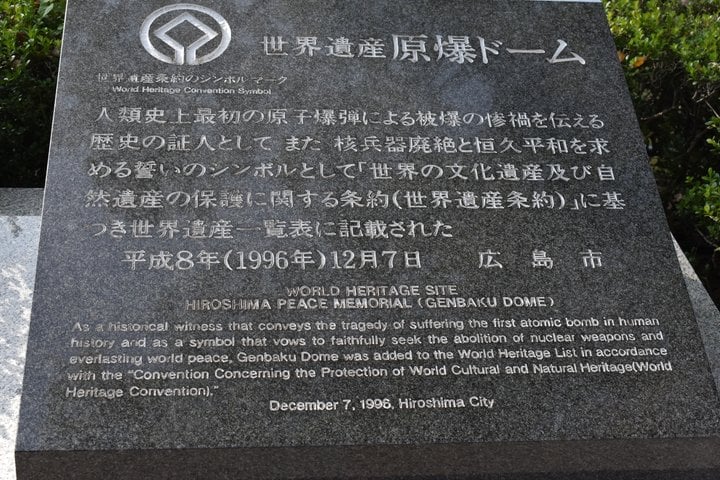 世界遺産 原爆ドーム
世界遺産条約のシンボルマーク
World Heritage Convention Symbol
人類史上最初の原子爆弾による被爆の惨禍を伝える
歴史の証人として また 核兵器廃絶と恒久平和を求
める誓いのシンボルとして「世界の文化遺産及び自
然遺産の保護に関する条約(世界遺産条約)」に基
づき世界遺産一覧表に記載された
平成8年(1996年)12月7日 広島市
WORLD HERITAGE SITE
HIROSHIMA PEACE MEMORIAL (GENBAKU DOME)
As a historical witness that conveys the tragedy of suffering the first atomic bomb in human
history and as a symbol that vows to faithfully seek the abolition of nuclear weapons and
everlasting world peace, Genbaku Dome was added to the World Heritage List in accordance
with the "Convention Concerning the Protection of World Cultural and Natural Heritage(World
Heritage Convention)."
December 7, 1996, Hiroshima City